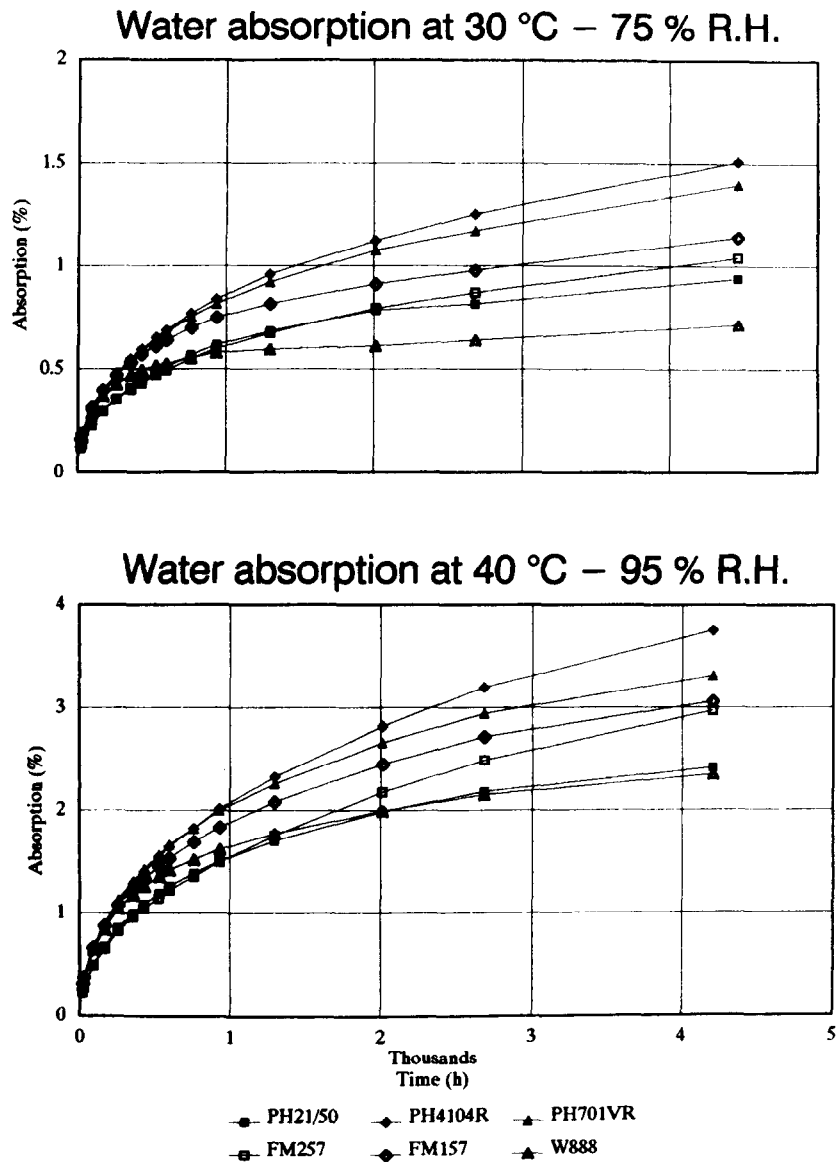 Water absorption at 30 °C – 75 % R.H.
2
1.5
1
0.5
0
Absorption (%)
Water absorption at 40 °C – 95 % R.H.
4
3
2
1
0
Absorption (%)
0 1 2 3 4 5
Thousands
Time (h)
PH21/50 PH4104R PH701VR
FM257 FM157 W888